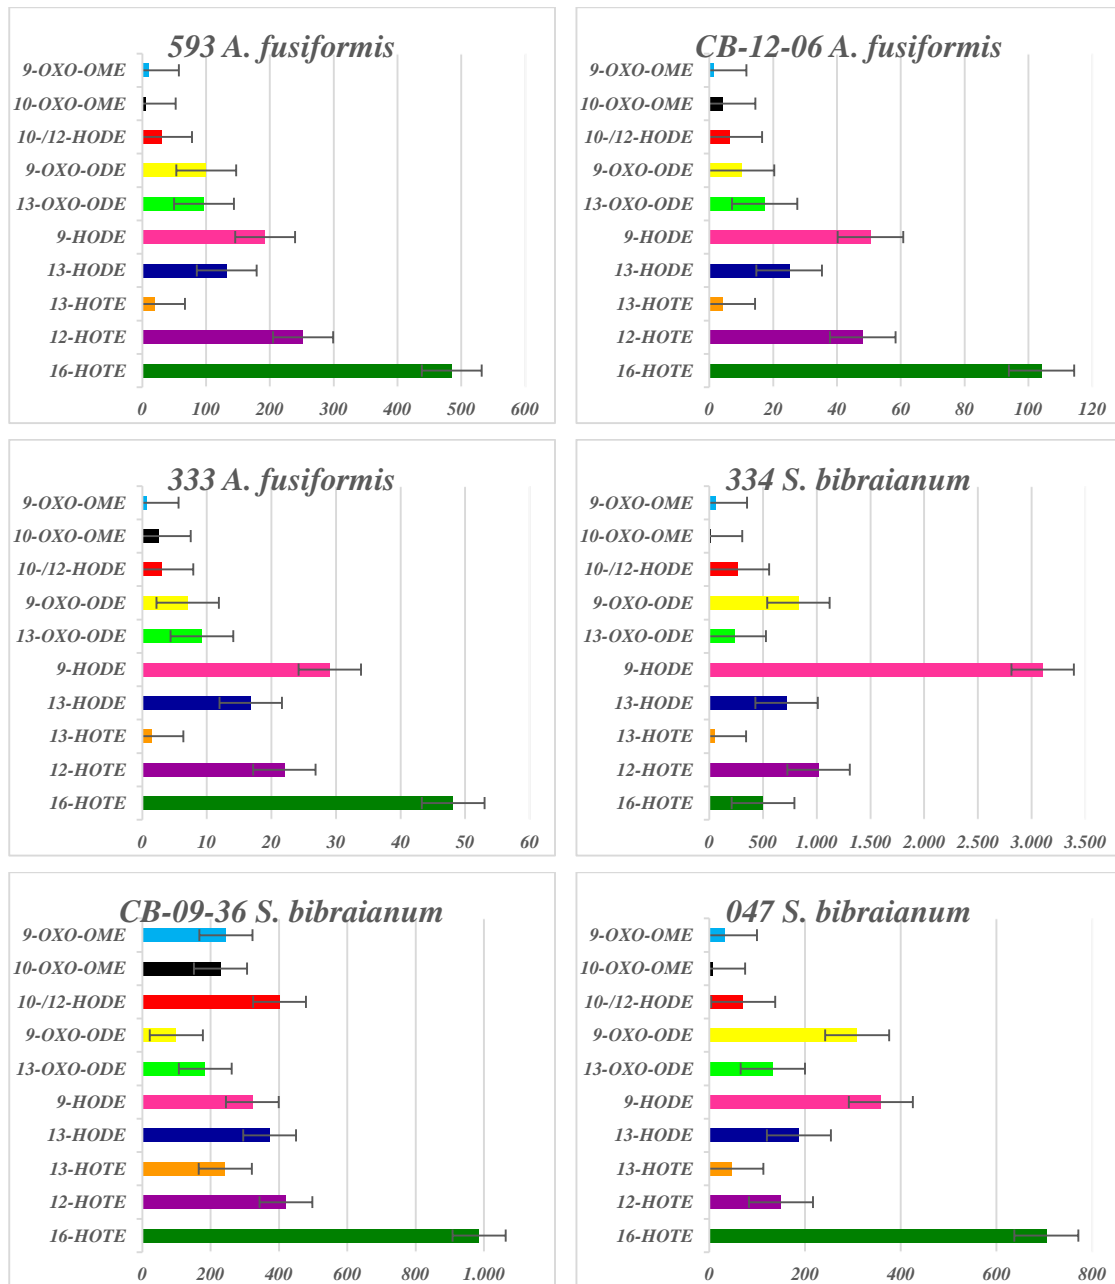 593 A. fusiformis
9-OXO-OME
10-OXO-OME
10-/12-HODE
9-OXO-ODE
13-OXO-ODE
9-HODE
13-HODE
13-HOTE
12-HOTE
16-HOTE
0 100 200 300 400 500 600
CB-12-06 A. fusiformis
9-OXO-OME
10-OXO-OME
10-/12-HODE
9-OXO-ODE
13-OXO-ODE
9-HODE
13-HODE
13-HOTE
12-HOTE
16-HOTE
0 20 40 60 80 100 120
333 A. fusiformis
9-OXO-OME
10-OXO-OME
10-/12-HODE
9-OXO-ODE
13-OXO-ODE
9-HODE
13-HODE
13-HOTE
12-HOTE
16-HOTE
0 10 20 30 40 50 60
334 S. bibraianum
9-OXO-OME
10-OXO-OME
10-/12-HODE
9-OXO-ODE
13-OXO-ODE
9-HODE
13-HODE
13-HOTE
12-HOTE
16-HOTE
0 500 1.000 1.500 2.000 2.500 3.000 3.500
CB-09-36 S. bibraianum
9-OXO-OME
10-OXO-OME
10-/12-HODE
9-OXO-ODE
13-OXO-ODE
9-HODE
13-HODE
13-HOTE
12-HOTE
16-HOTE
0 200 400 600 800 1.000
047 S. bibraianum
9-OXO-OME
10-OXO-OME
10-/12-HODE
9-OXO-ODE
13-OXO-ODE
9-HODE
13-HODE
13-HOTE
12-HOTE
16-HOTE
0 200 400 600 800